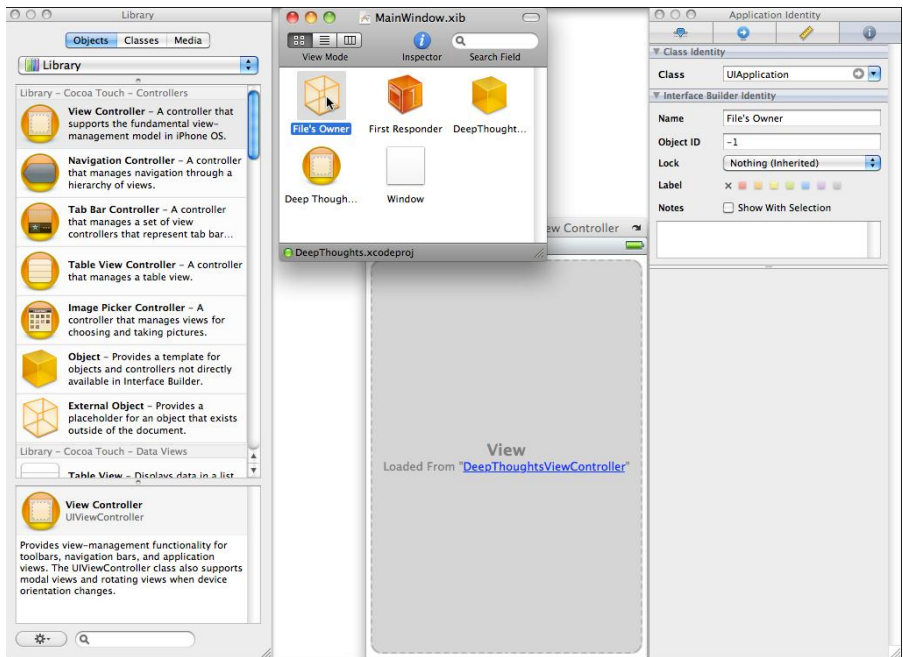 Library
Objects Classes Media
Library
Library – Cocoa Touch – Controllers
View Controller – A controller that
supports the fundamental view-
management model in iPhone OS.
Navigation Controller – A controller
that manages navigation through a
hierarchy of views.
Tab Bar Controller – A controller
that manages a set of view
controllers that represent tab bar...
Table View Controller – A controller
that manages a table view.
Image Picker Controller – A
controller that manages views for
choosing and taking pictures.
Object – Provides a template for
objects and controllers not directly
available in Interface Builder.
External Object – Provides a
placeholder for an object that exists
outside of the document.
Library – Cocoa Touch – Data Views
Table View – Displays data in a list
View Controller
UIViewController
Provides view-management functionality for
toolbars, navigation bars, and application
views. The UIViewController class also supports
modal views and rotating views when device
orientation changes.
MainWindow.xib
View Mode Inspector Search Field
File's Owner First Responder DeepThought...
Deep Though... Window
DeepThoughts.xcodeproj
ew Controller
View
Loaded From "DeepThoughtsViewController"
Application Identity
Class Identity
Class UIApplication
Interface Builder Identity
Name File's Owner
Object ID -1
Lock Nothing (Inherited)
Label
Notes Show With Selection